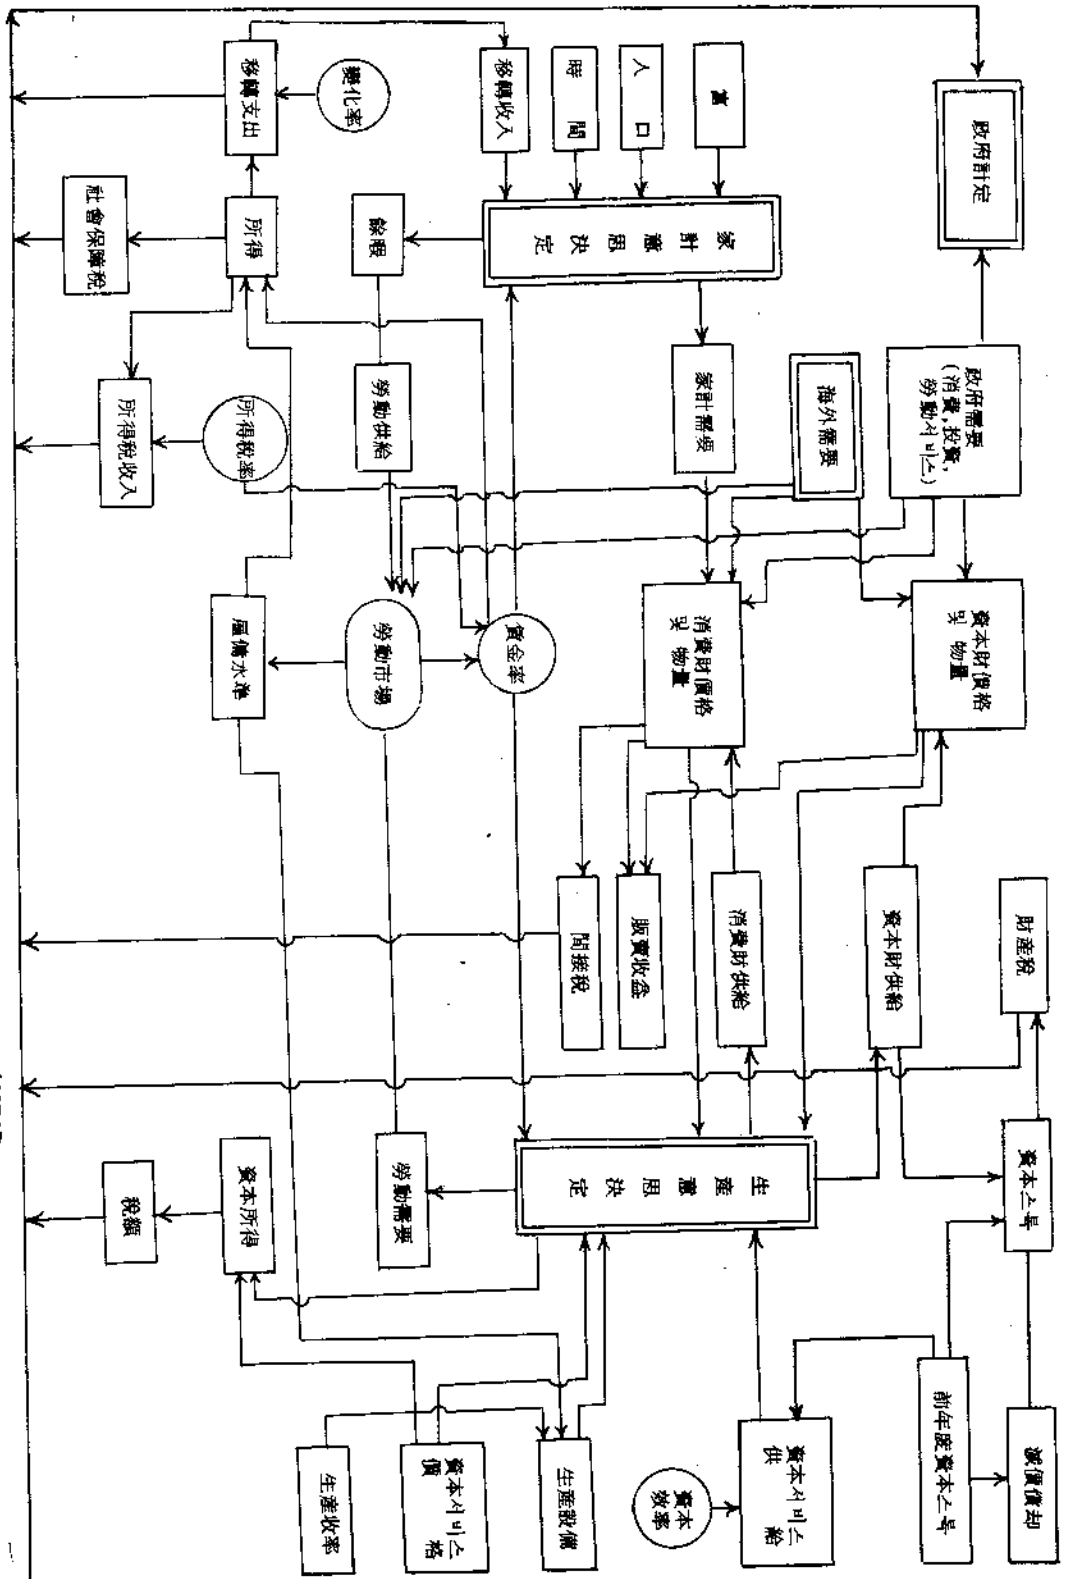 政府計定
政府需要
(消費,投資,
勞動서비스)
海外需要
資本財價格
및 物量
資本財供給
財産税
資本스톡
減價償却
前年度資本스톡
資本서비스
供給
資本
效率
富
人口
時間
移轉收入
家計意思決定
家計需要
消費財價格
및 物量
消費財供給
販賣收益
間接税
生産意思決定
賃金率
變化率
移轉支出
餘暇
勞動供給
勞動市場
勞動需要
資本서비스
價格
生産設備
生産收率
所得
社會保障税
所得税率
所得税收入
雇傭水準
資本所得
税額